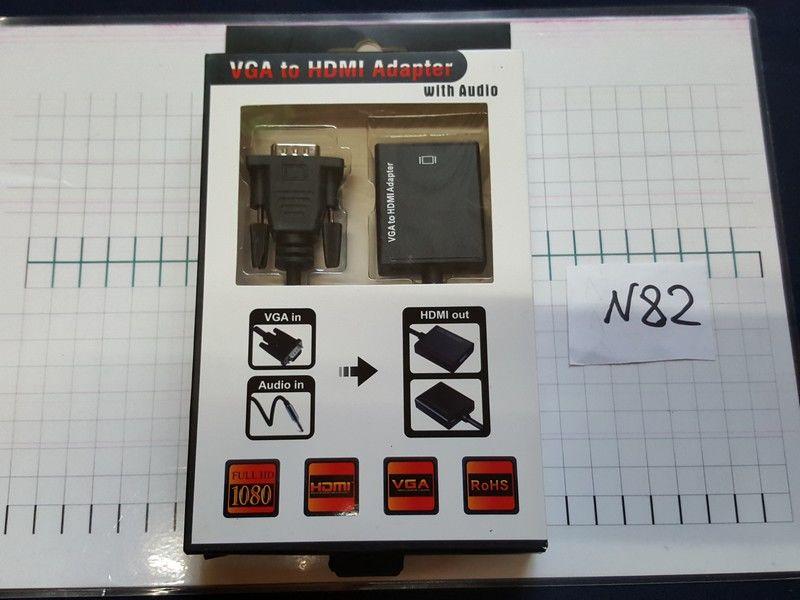 VGA to HDMI Adapter
with Audio
VGA to HDMI Adapter
VGA in
HDMI out
Audio in
FULL HD
1080
HDMI
VGA
RoHS
N82